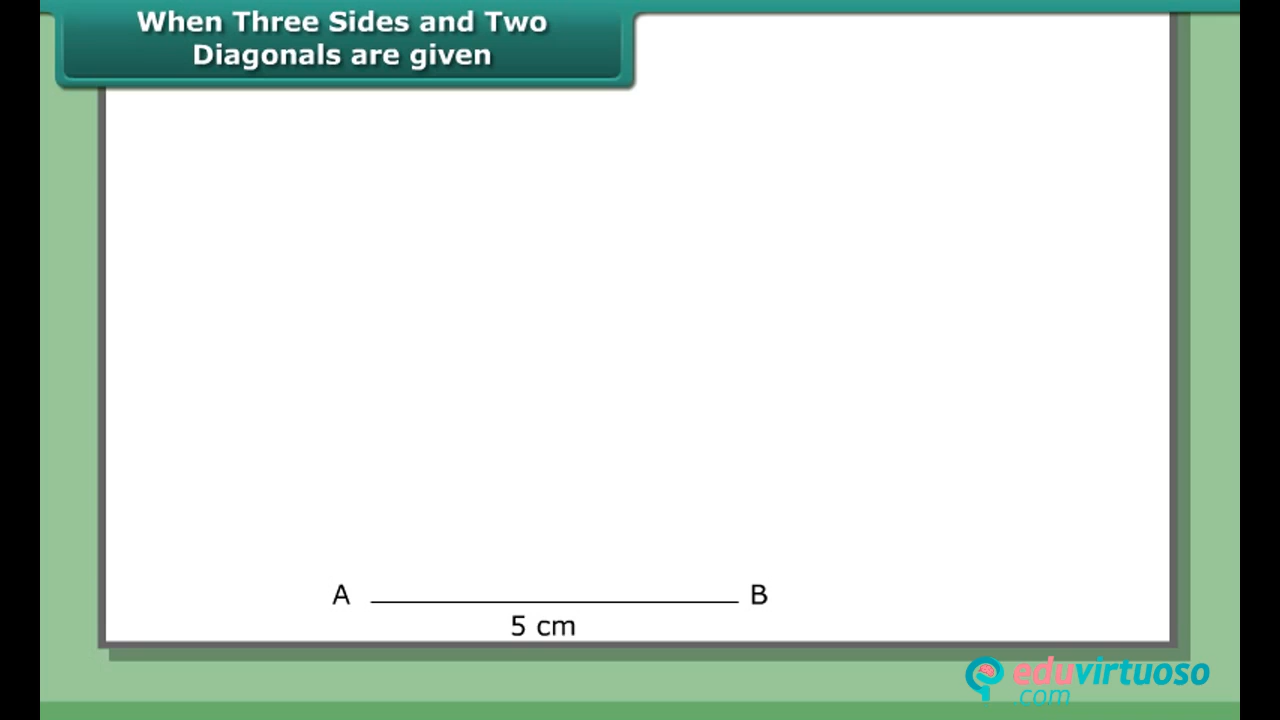 When Three Sides and Two
Diagonals are given
A B
5 cm
eduvirtuoso
.com